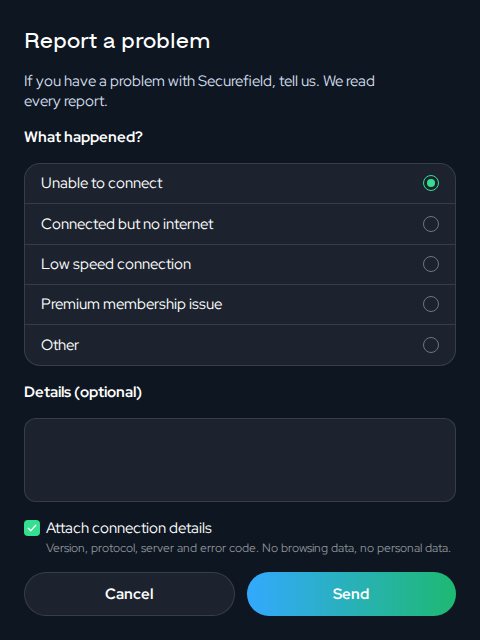 Report a problem
If you have a problem with Securefield, tell us. We read
every report.
What happened?
Unable to connect
Connected but no internet
Low speed connection
Premium membership issue
Other
Details (optional)
Attach connection details
Version, protocol, server and error code. No browsing data, no personal data.
Cancel
Send